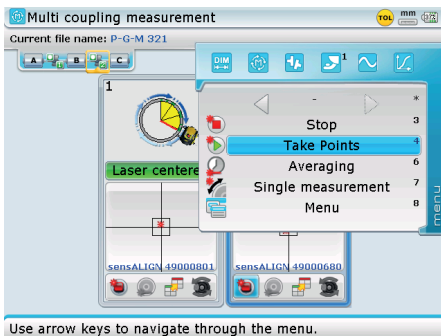 Multi coupling measurement
TOL mm
Current file name: P-G-M 321
A B C
DIM 1
1
- *
Stop 3
Take Points 4
Averaging 6
Single measurement 7
Menu 8
menu
Laser centere
sensALIGN 49000801
sensALIGN 49000680
Use arrow keys to navigate through the menu.